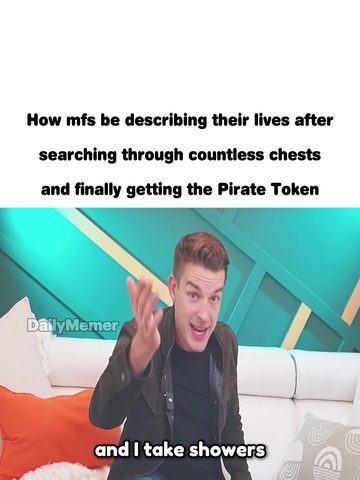 How mfs be describing their lives after
searching through countless chests
and finally getting the Pirate Token
DailyMemer
and I take showers